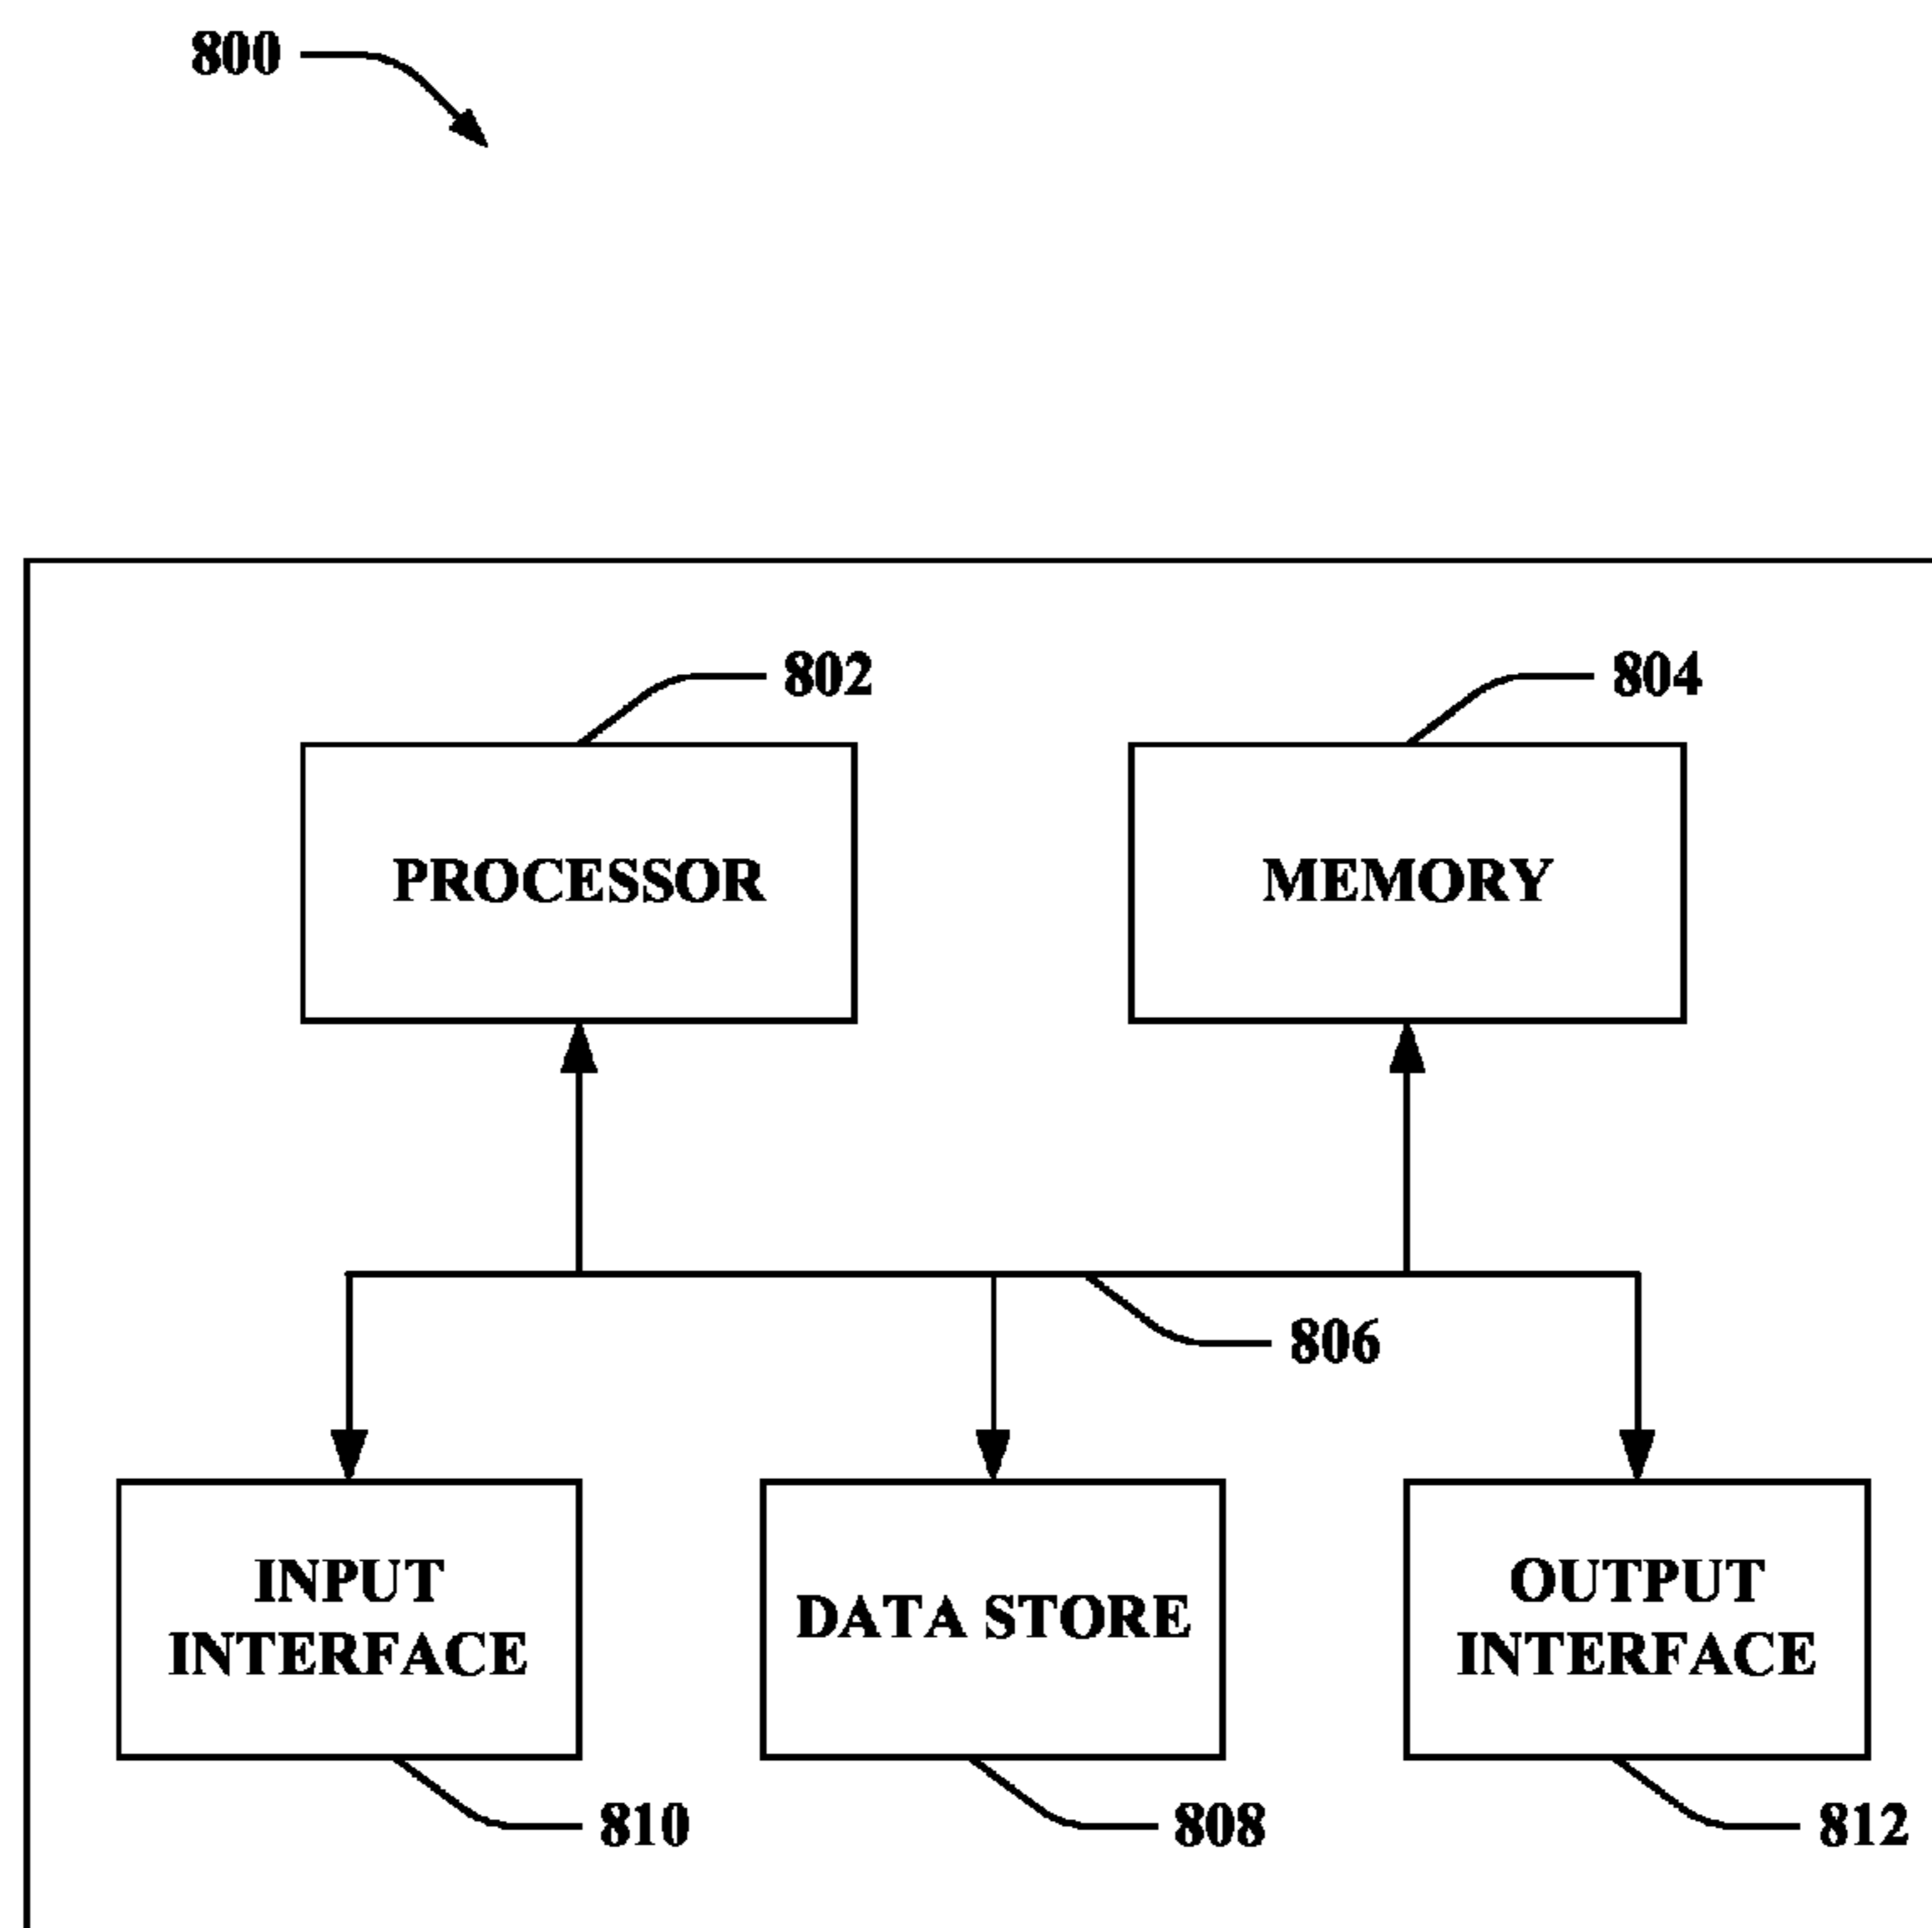 800
802
804
PROCESSOR
MEMORY
806
INPUT
INTERFACE
DATA STORE
OUTPUT
INTERFACE
810
808
812